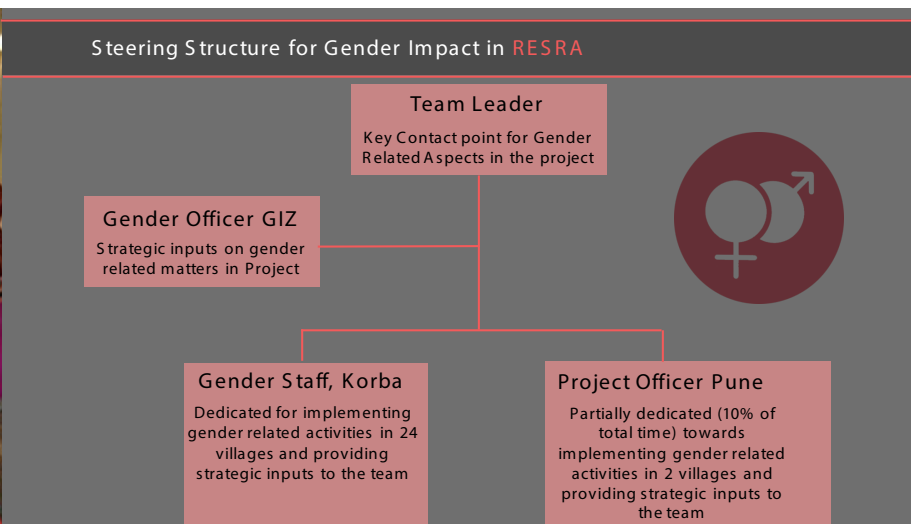 Steering Structure for Gender Impact in RESRA
Team Leader
Key Contact point for Gender
Related Aspects in the project
Gender Officer GIZ
Strategic inputs on gender
related matters in Project
Gender Staff, Korba
Dedicated for implementing
gender related activities in 24
villages and providing
strategic inputs to the team
Project Officer Pune
Partially dedicated (10% of
total time) towards
implementing gender related
activities in 2 villages and
providing strategic inputs to
the team